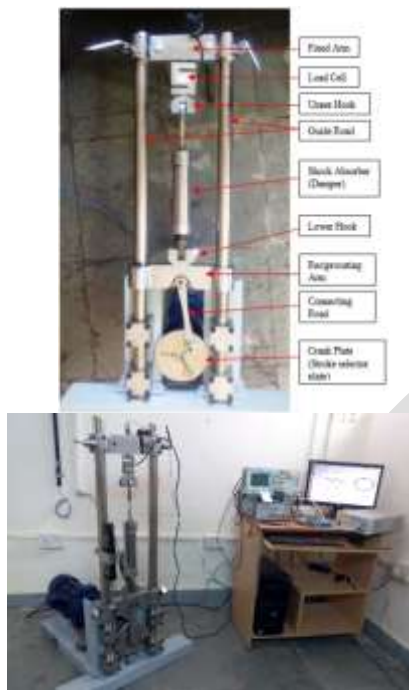 Fixed Arm
Load Cell
Upper Hook
Guide Road
Shock Absorber
(Damper)
Lower Hook
Reciprocating
Arm
Connecting
Road
Crank Plate
(Stroke selector
plate)